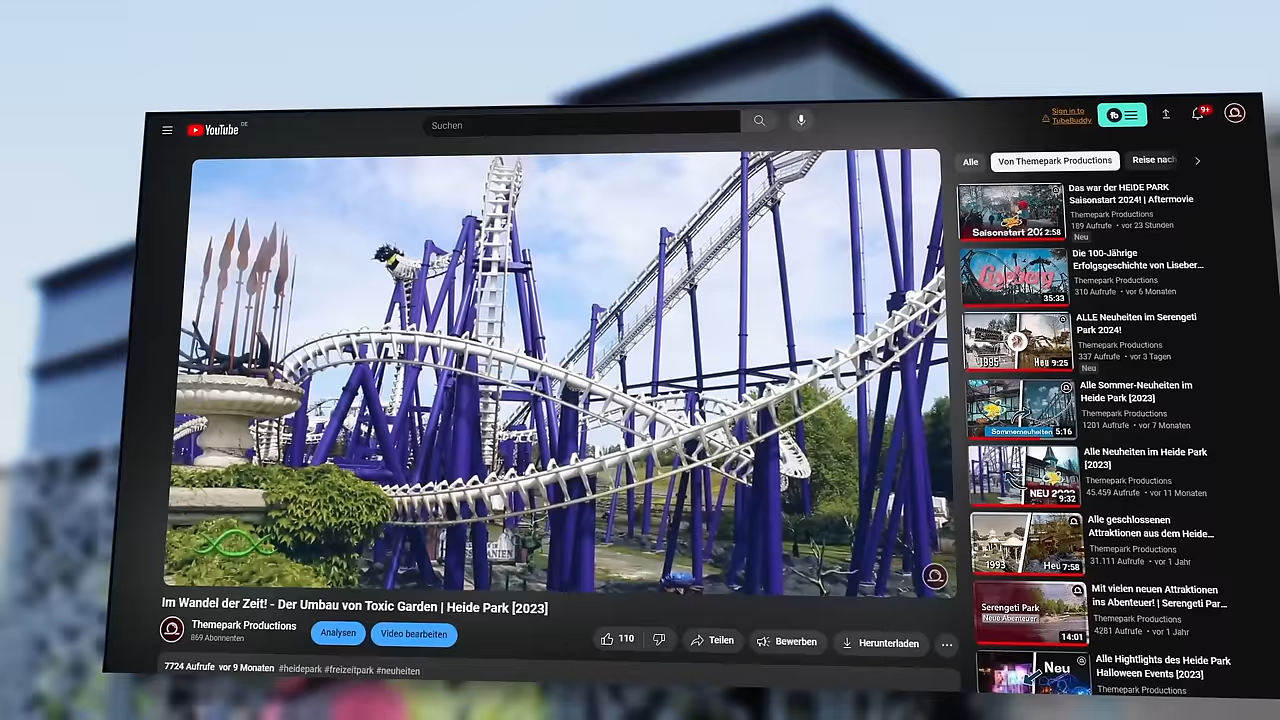 YouTube DE
Suchen
Sign in to
TubeBuddy
9+
Alle
Von Themepark Productions
Reise nach
Das war der HEIDE PARK
Saisonstart 2024! | Aftermovie
Themepark Productions
189 Aufrufe • vor 23 Stunden
Neu
Saisonstart 202
2:58
Die 100-Jährige
Erfolgsgeschichte von Liseber...
Themepark Productions
310 Aufrufe • vor 6 Monaten
Liseberg
35:33
ALLE Neuheiten im Serengeti
Park 2024!
Themepark Productions
337 Aufrufe • vor 3 Tagen
Neu
1995
Heu
9:25
Alle Sommer-Neuheiten im
Heide Park [2023]
Themepark Productions
1201 Aufrufe • vor 7 Monaten
Sommerneuheiten
5:16
Alle Neuheiten im Heide Park
[2023]
Themepark Productions
45.459 Aufrufe • vor 11 Monaten
NEU 2023
9:32
Alle geschlossenen
Attraktionen aus dem Heide...
Themepark Productions
31.111 Aufrufe • vor 1 Jahr
1993
Heu
7:58
Mit vielen neuen Attraktionen
ins Abenteuer! | Serengeti Par...
Themepark Productions
4281 Aufrufe • vor 1 Jahr
Serengeti Park
Neue Abenteuer
14:01
Alle Hightlights des Heide Park
Halloween Events [2023]
Themepark Productions
Neu
Im Wandel der Zeit! - Der Umbau von Toxic Garden | Heide Park [2023]
Themepark Productions
869 Abonnenten
Analysen
Video bearbeiten
110
Teilen
Bewerben
Herunterladen
7724 Aufrufe vor 9 Monaten #heidepark #freizeitpark #neuheiten